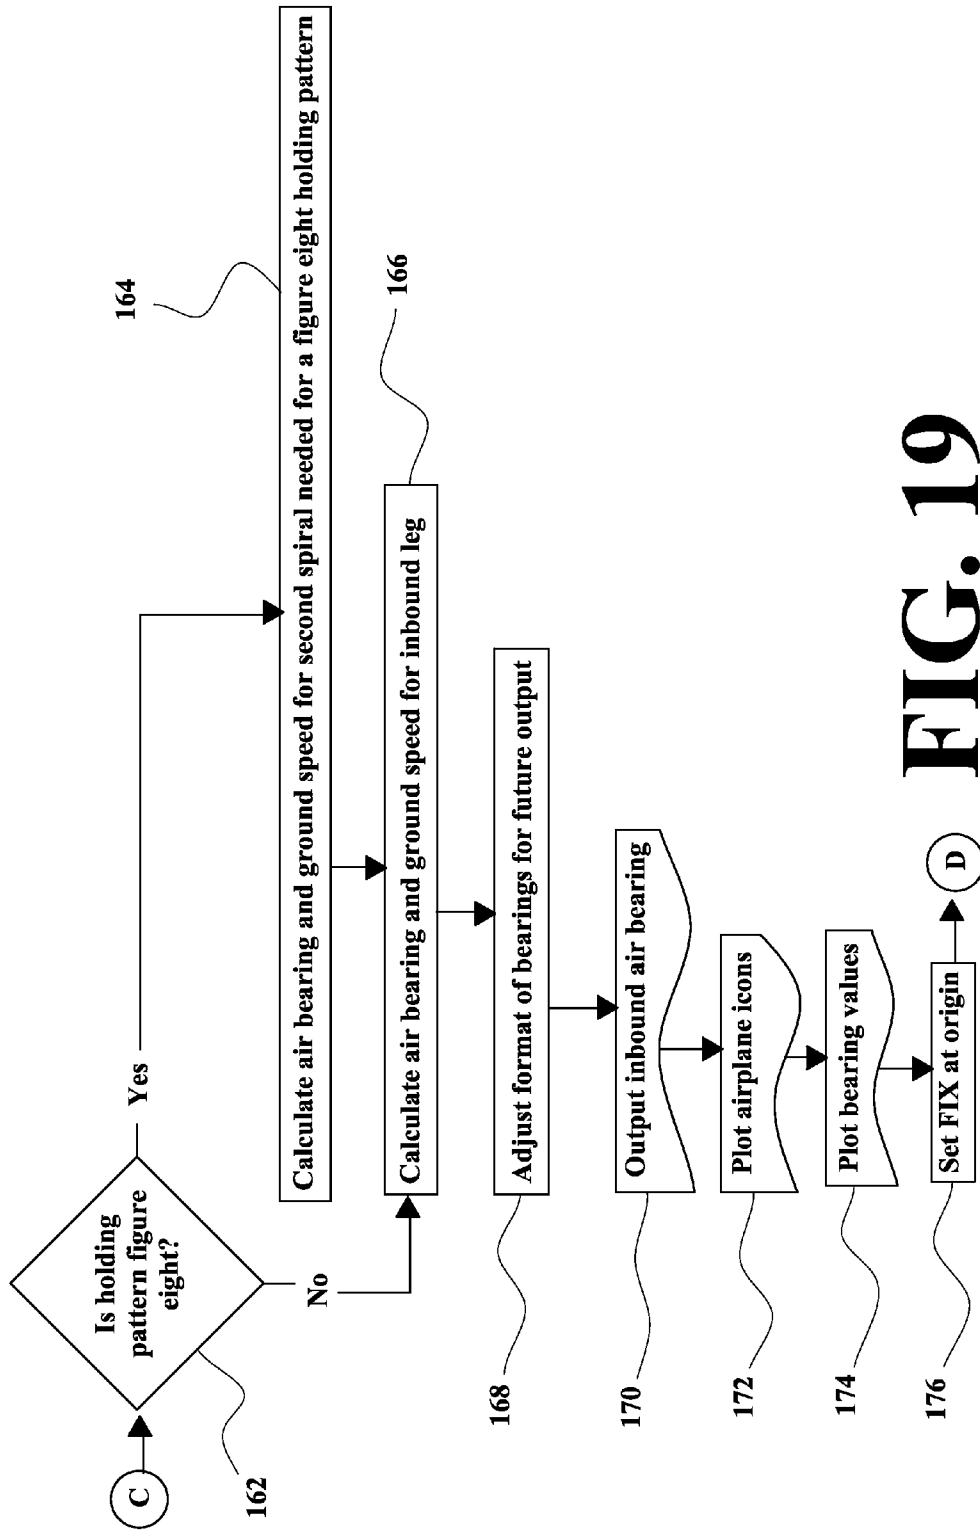 C
Is holding
pattern figure
eight?
162
Yes
No
164
Calculate air bearing and ground speed for second spiral needed for a figure eight holding pattern
166
Calculate air bearing and ground speed for inbound leg
168
Adjust format of bearings for future output
170
Output inbound air bearing
172
Plot airplane icons
174
Plot bearing values
176
Set FIX at origin
D
FIG. 19